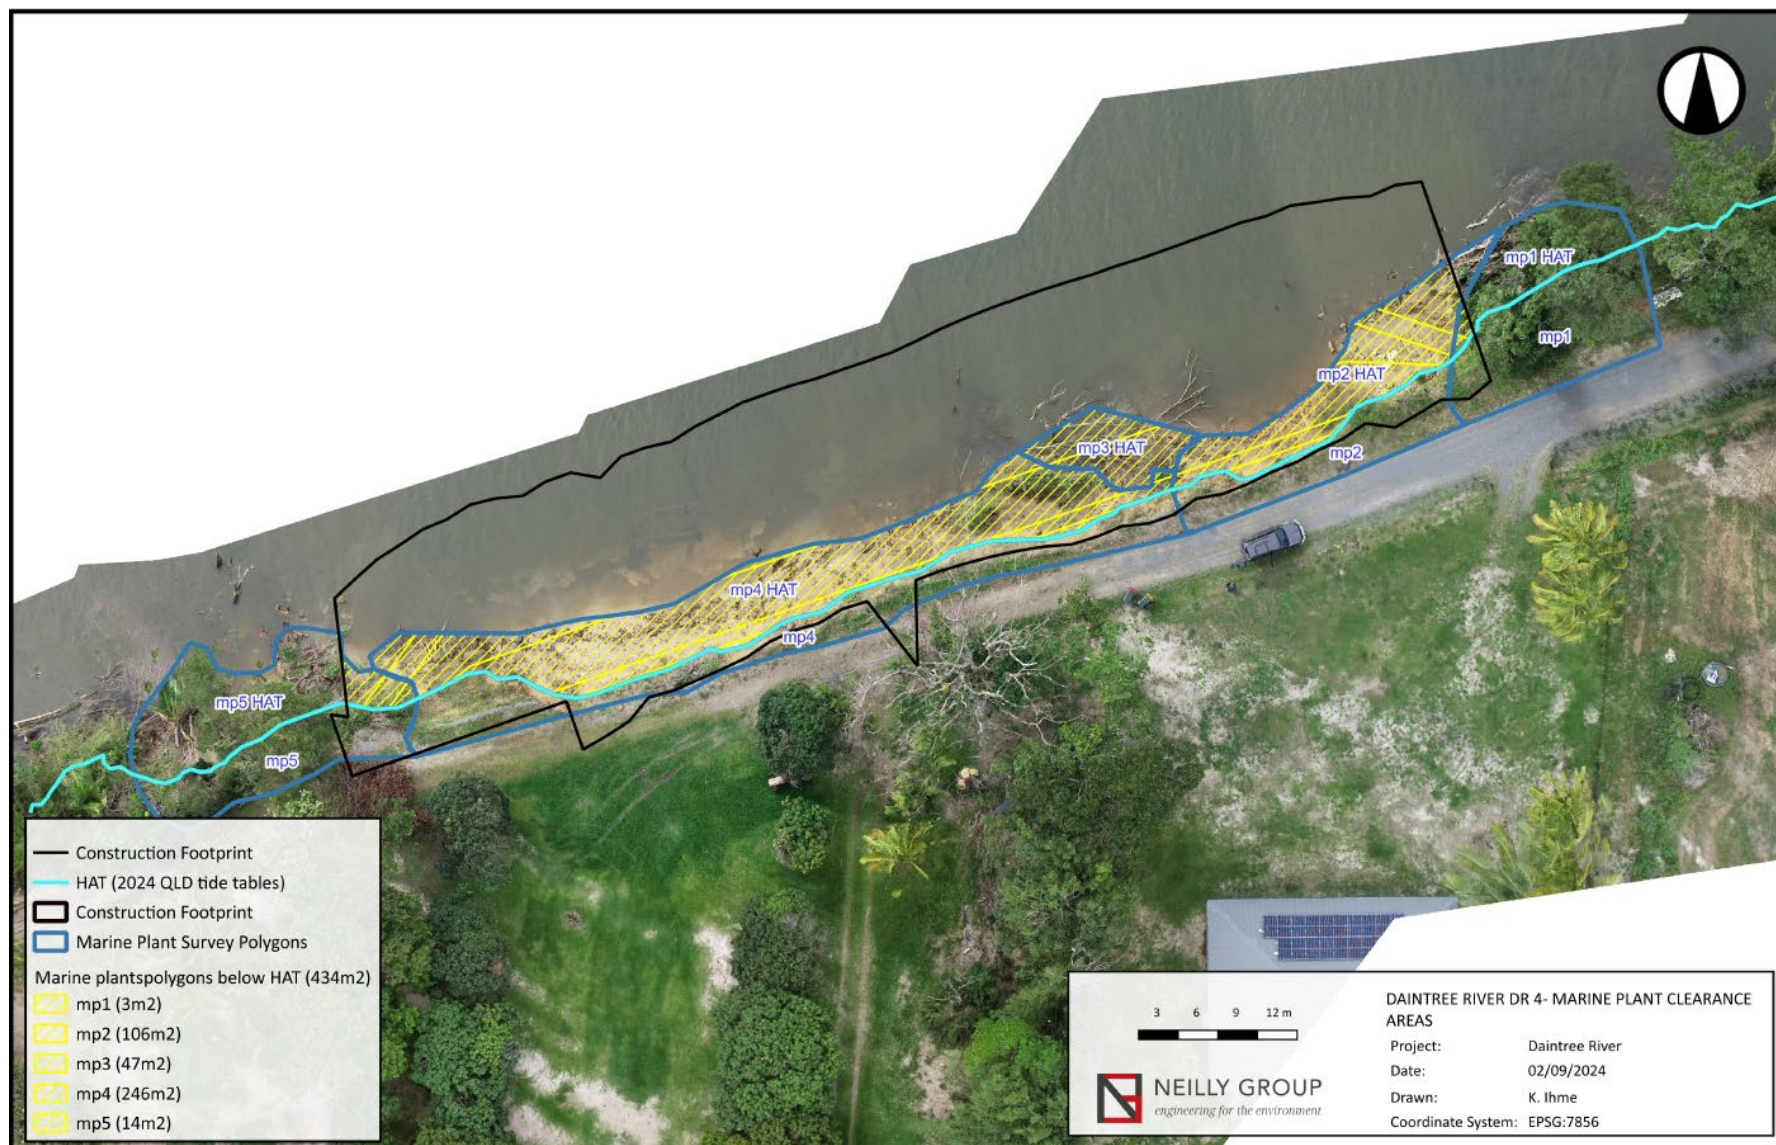 mp1 HAT
mp1
mp2 HAT
mp3 HAT
mp2
mp4 HAT
mp4
mp5 HAT
mp5
Construction Footprint
HAT (2024 QLD tide tables)
Construction Footprint
Marine Plant Survey Polygons
Marine plantspolygons below HAT (434m2)
mp1 (3m2)
mp2 (106m2)
mp3 (47m2)
mp4 (246m2)
mp5 (14m2)
3 6 9 12 m
NEILLY GROUP
engineering for the environment
DAINTREE RIVER DR 4- MARINE PLANT CLEARANCE
AREAS
Project: Daintree River
Date: 02/09/2024
Drawn: K. Ihme
Coordinate System: EPSG:7856